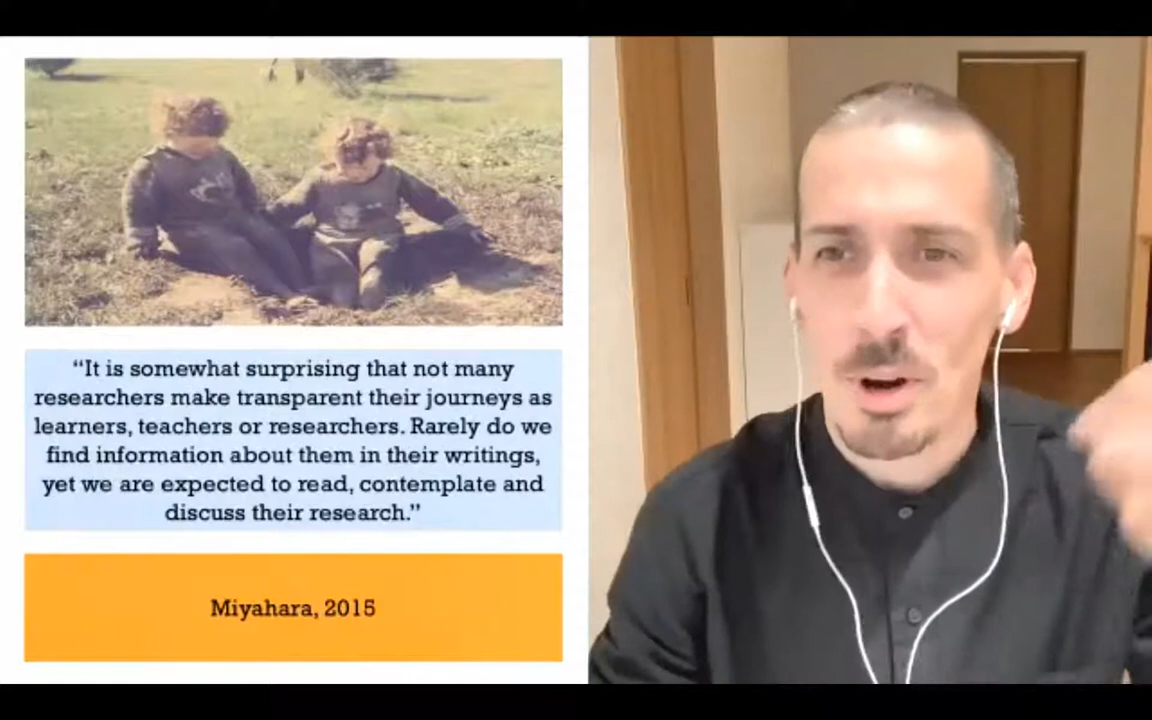 “It is somewhat surprising that not many
researchers make transparent their journeys as
learners, teachers or researchers. Rarely do we
find information about them in their writings,
yet we are expected to read, contemplate and
discuss their research.”
Miyahara, 2015